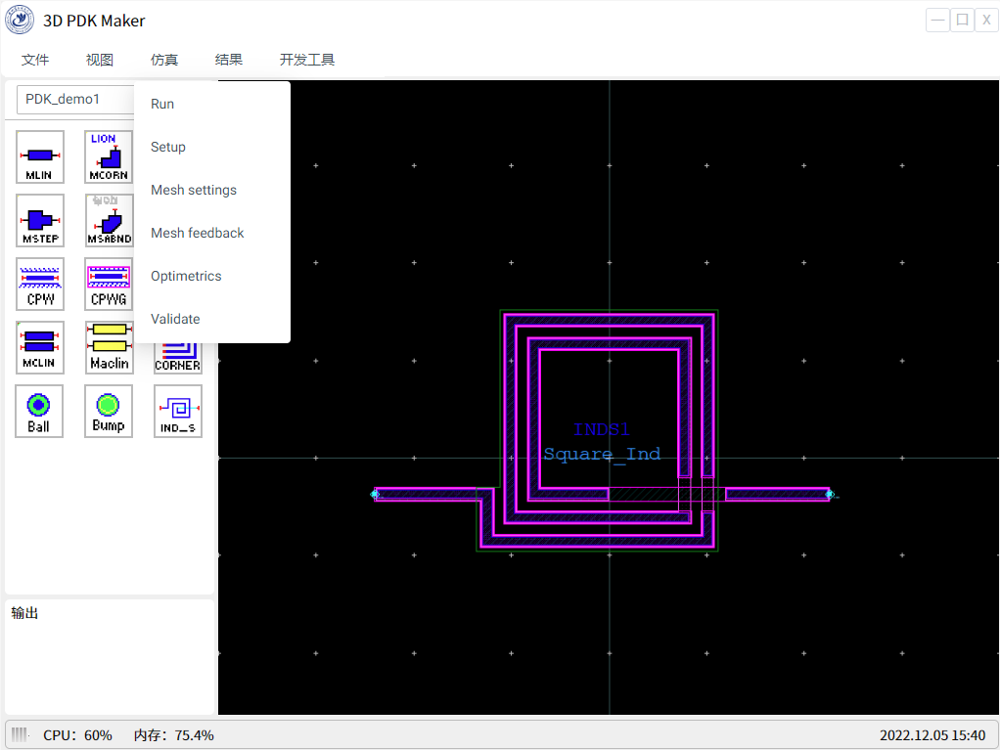 3D PDK Maker
文件 视图 仿真 结果 开发工具
PDK_demo1
Run
Setup
Mesh settings
Mesh feedback
Optimetrics
Validate
MLIN
LION
MCORN
MSTEP
MSABND
CPW
CPWG
MCLIN
Maclin
CORNER
Ball
Bump
IND_S
INDS1
Square_Ind
输出
CPU：60% 内存：75.4%
2022.12.05 15:40